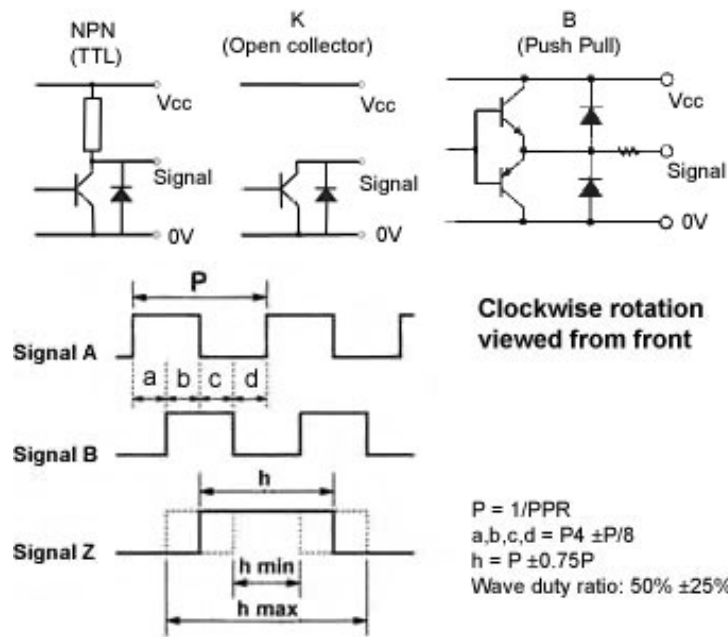 NPN
(TTL)
K
(Open collector)
B
(Push Pull)
Vcc
Signal
0V
Vcc
Signal
0V
Vcc
Signal
0V
P
Clockwise rotation
viewed from front
Signal A
a b c d
Signal B
h
Signal Z
h min
h max
P = 1/PPR
a,b,c,d = P4 ±P/8
h = P ±0.75P
Wave duty ratio: 50% ±25%